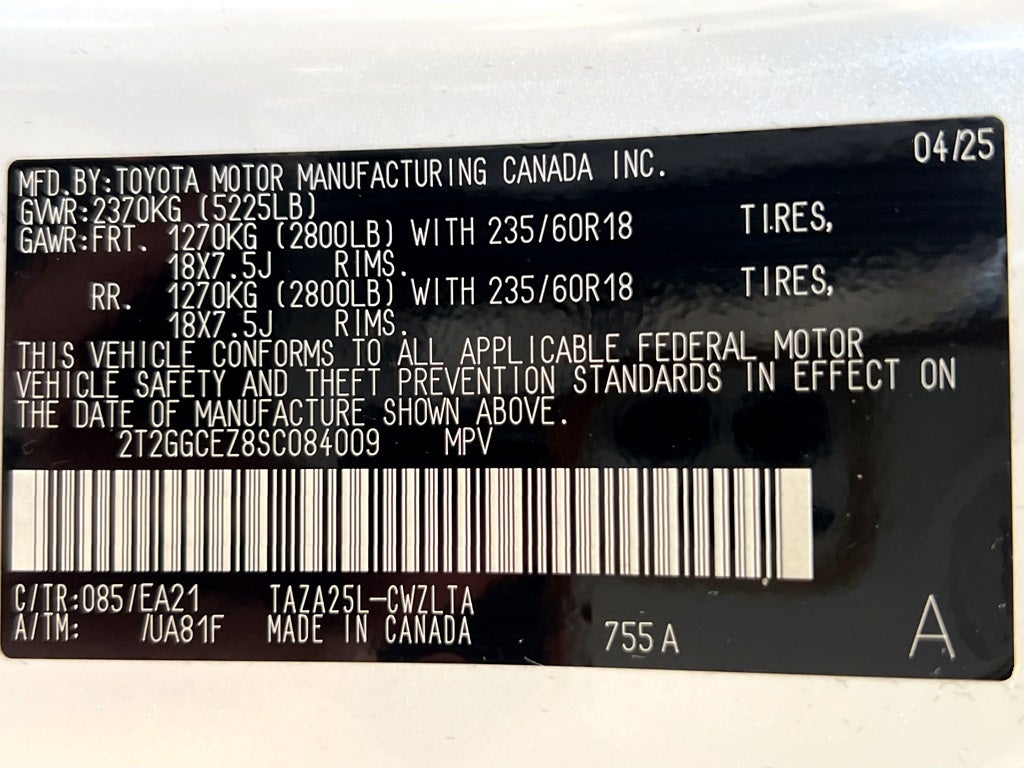 04/25
MFD.BY:TOYOTA MOTOR MANUFACTURING CANADA INC.
GVWR:2370KG (5225LB)
GAWR:FRT. 1270KG (2800LB) WITH 235/60R18 TIRES,
18X7.5J RIMS.
RR. 1270KG (2800LB) WITH 235/60R18 TIRES,
18X7.5J RIMS.
THIS VEHICLE CONFORMS TO ALL APPLICABLE FEDERAL MOTOR
VEHICLE SAFETY AND THEFT PREVENTION STANDARDS IN EFFECT ON
THE DATE OF MANUFACTURE SHOWN ABOVE.
2T2GGCEZ8SC084009 MPV
C/TR:085/EA21 TAZA25L-CWZLTA
A/TM: /UA81F MADE IN CANADA 755A A